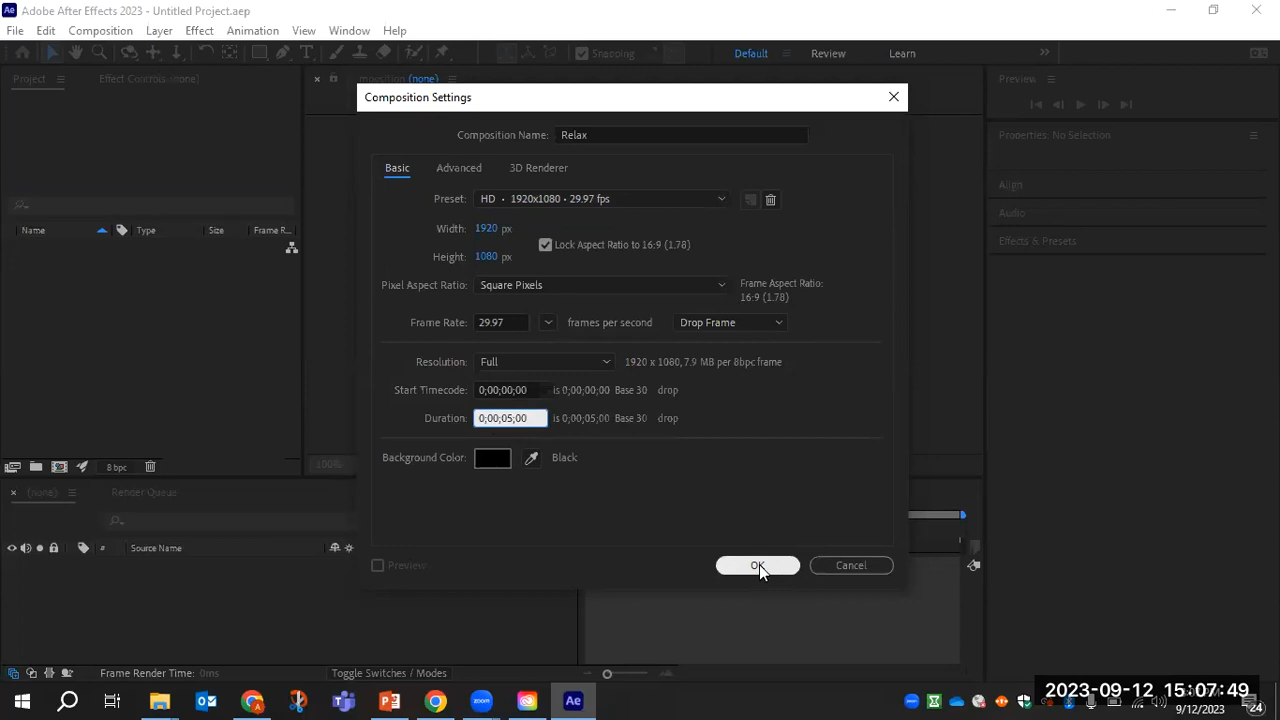 Ae Adobe After Effects 2023 - Untitled Project.aep
File Edit Composition Layer Effect Animation View Window Help
Snapping Default Review Learn
Project Effect Controls (none) mposition (none) Preview
Composition Settings
Composition Name: Relax
Properties: No Selection
Basic Advanced 3D Renderer
Align
Preset: HD • 1920x1080 • 29.97 fps
Audio
Name Type Size Frame R...
Width: 1920 px
Lock Aspect Ratio to 16:9 (1.78)
Effects & Presets
Height: 1080 px
Pixel Aspect Ratio: Square Pixels
Frame Aspect Ratio:
16:9 (1.78)
Frame Rate: 29.97 frames per second Drop Frame
Resolution: Full 1920 x 1080, 7.9 MB per 8bpc frame
Start Timecode: 0;00;00;00 is 0;00;00;00 Base 30 drop
Duration: 0;00;05;00 is 0;00;05;00 Base 30 drop
Background Color: Black
8 bpc 100%
(none) Render Queue
# Source Name
Preview OK Cancel
Frame Render Time: 0ms Toggle Switches / Modes
2023-09-12 15:07:49
Ae
9/12/2023 24